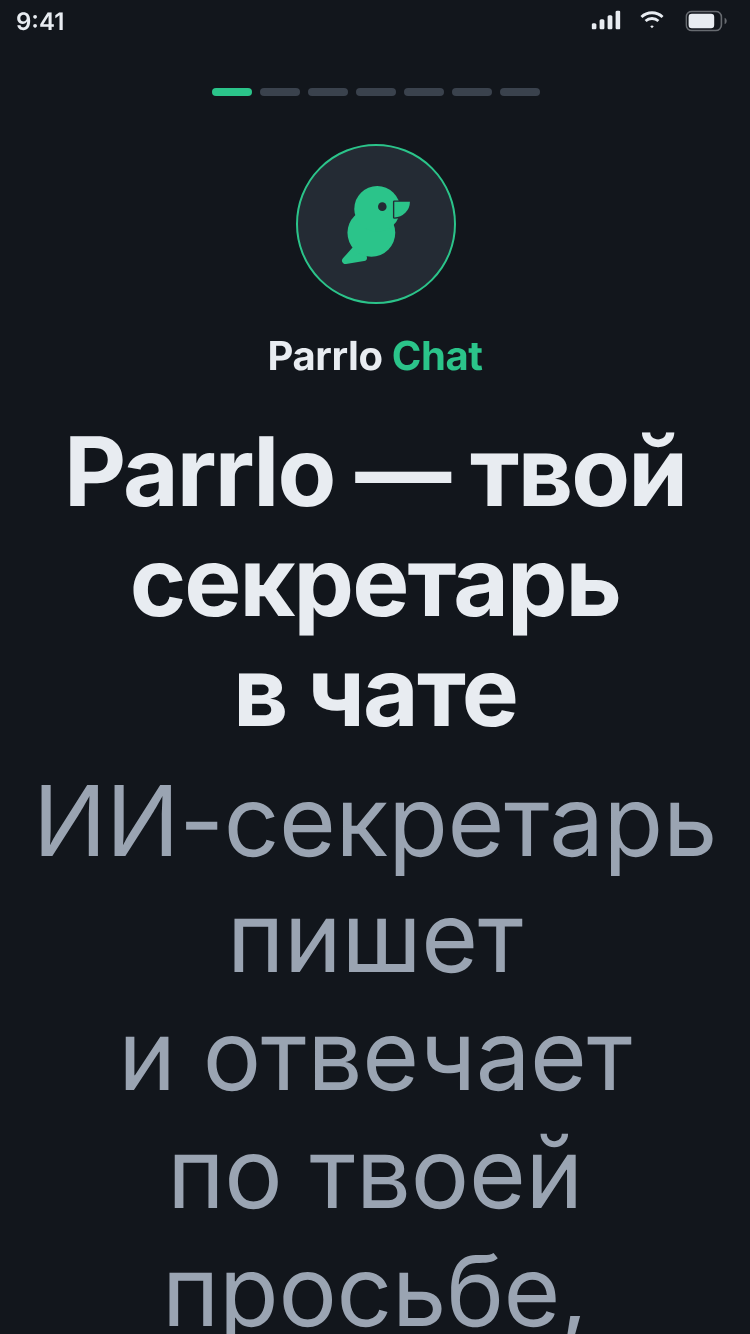 9:41
Parrlo Chat
Parrlo — твой
секретарь
в чате
ИИ-секретарь
пишет
и отвечает
по твоей
просьбе,